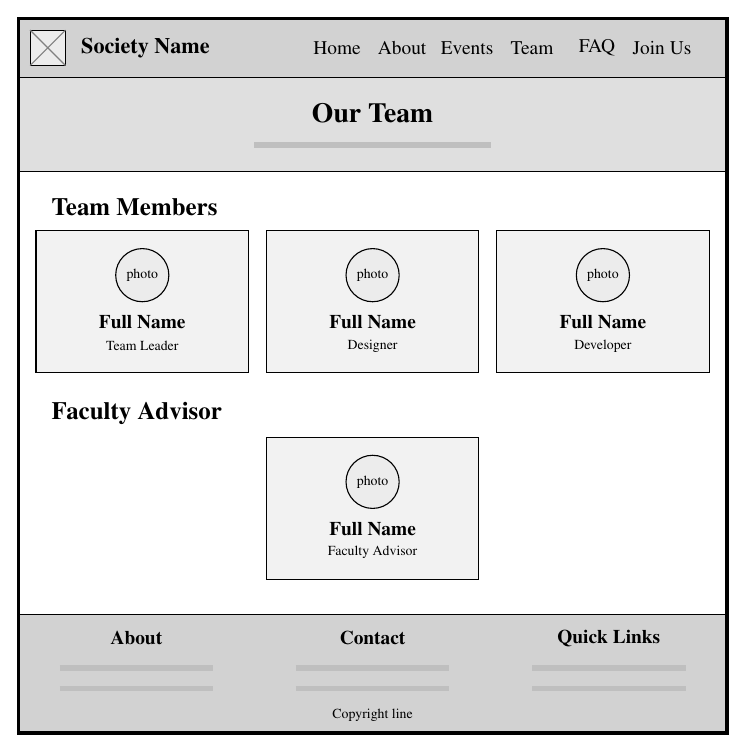 Society Name Home About Events Team FAQ Join Us
Our Team
Team Members
photo photo photo
Full Name Full Name Full Name
Team Leader Designer Developer
Faculty Advisor
photo
Full Name
Faculty Advisor
About Contact Quick Links
Copyright line